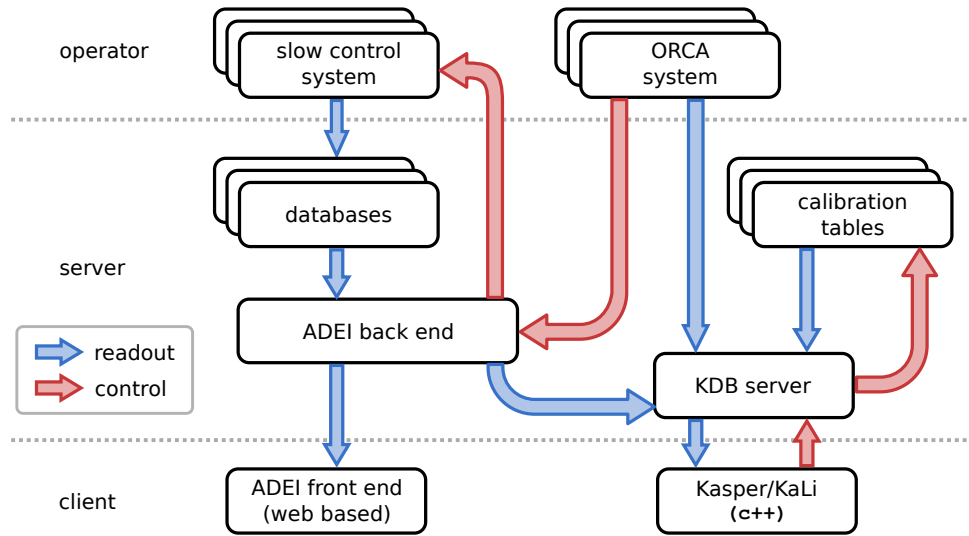 operator
slow control
system
ORCA
system
server
databases
calibration
tables
ADEI back end
readout
control
KDB server
client
ADEI front end
(web based)
Kasper/KaLi
(c++)